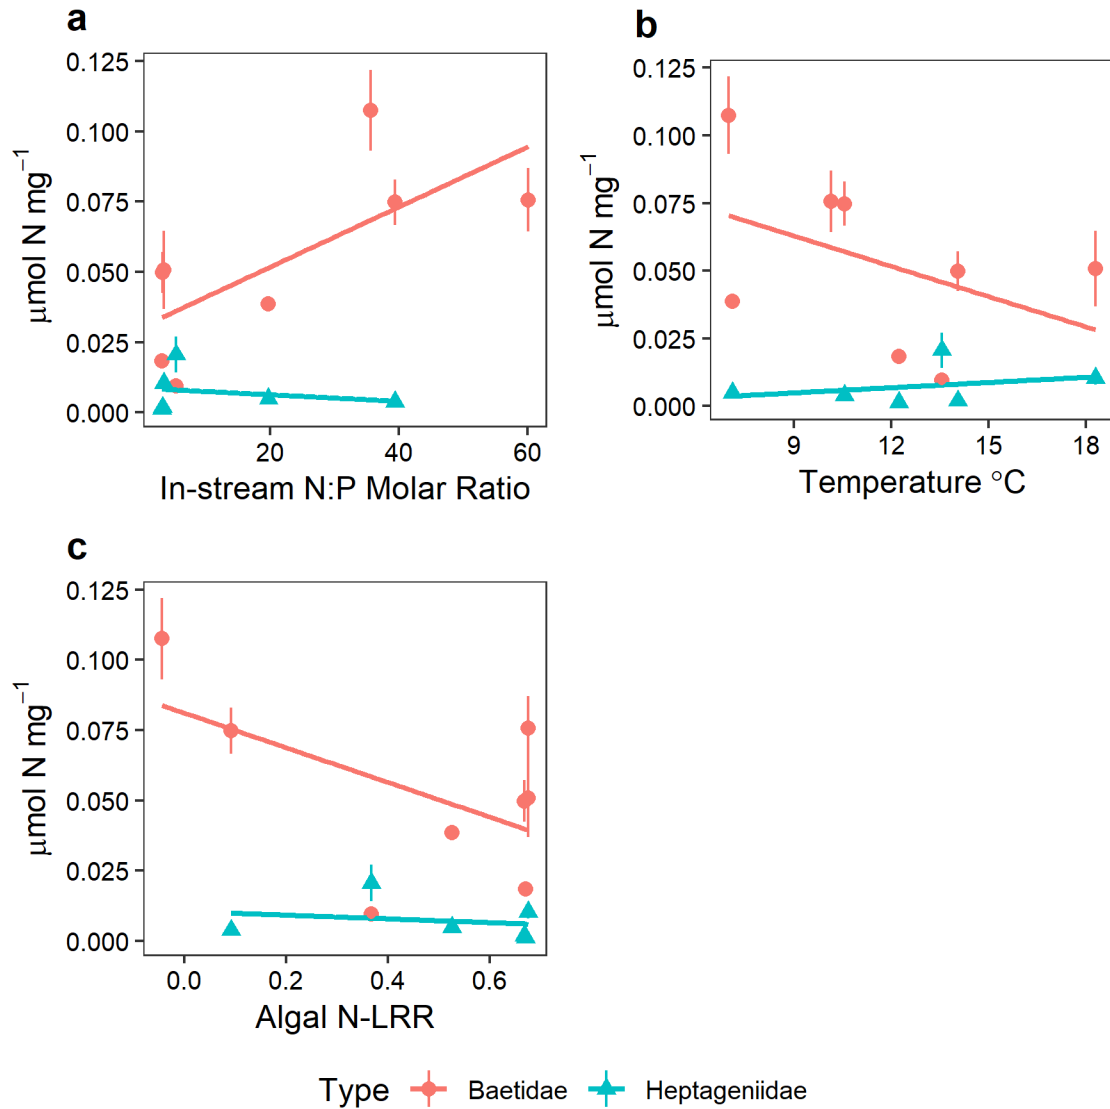 a
0.125
0.100
0.075
0.050
0.025
0.000
μmol N mg⁻¹
20 40 60
In-stream N:P Molar Ratio
b
0.125
0.100
0.075
0.050
0.025
0.000
μmol N mg⁻¹
9 12 15 18
Temperature °C
c
0.125
0.100
0.075
0.050
0.025
0.000
μmol N mg⁻¹
0.0 0.2 0.4 0.6
Algal N-LRR
Type Baetidae Heptageniidae